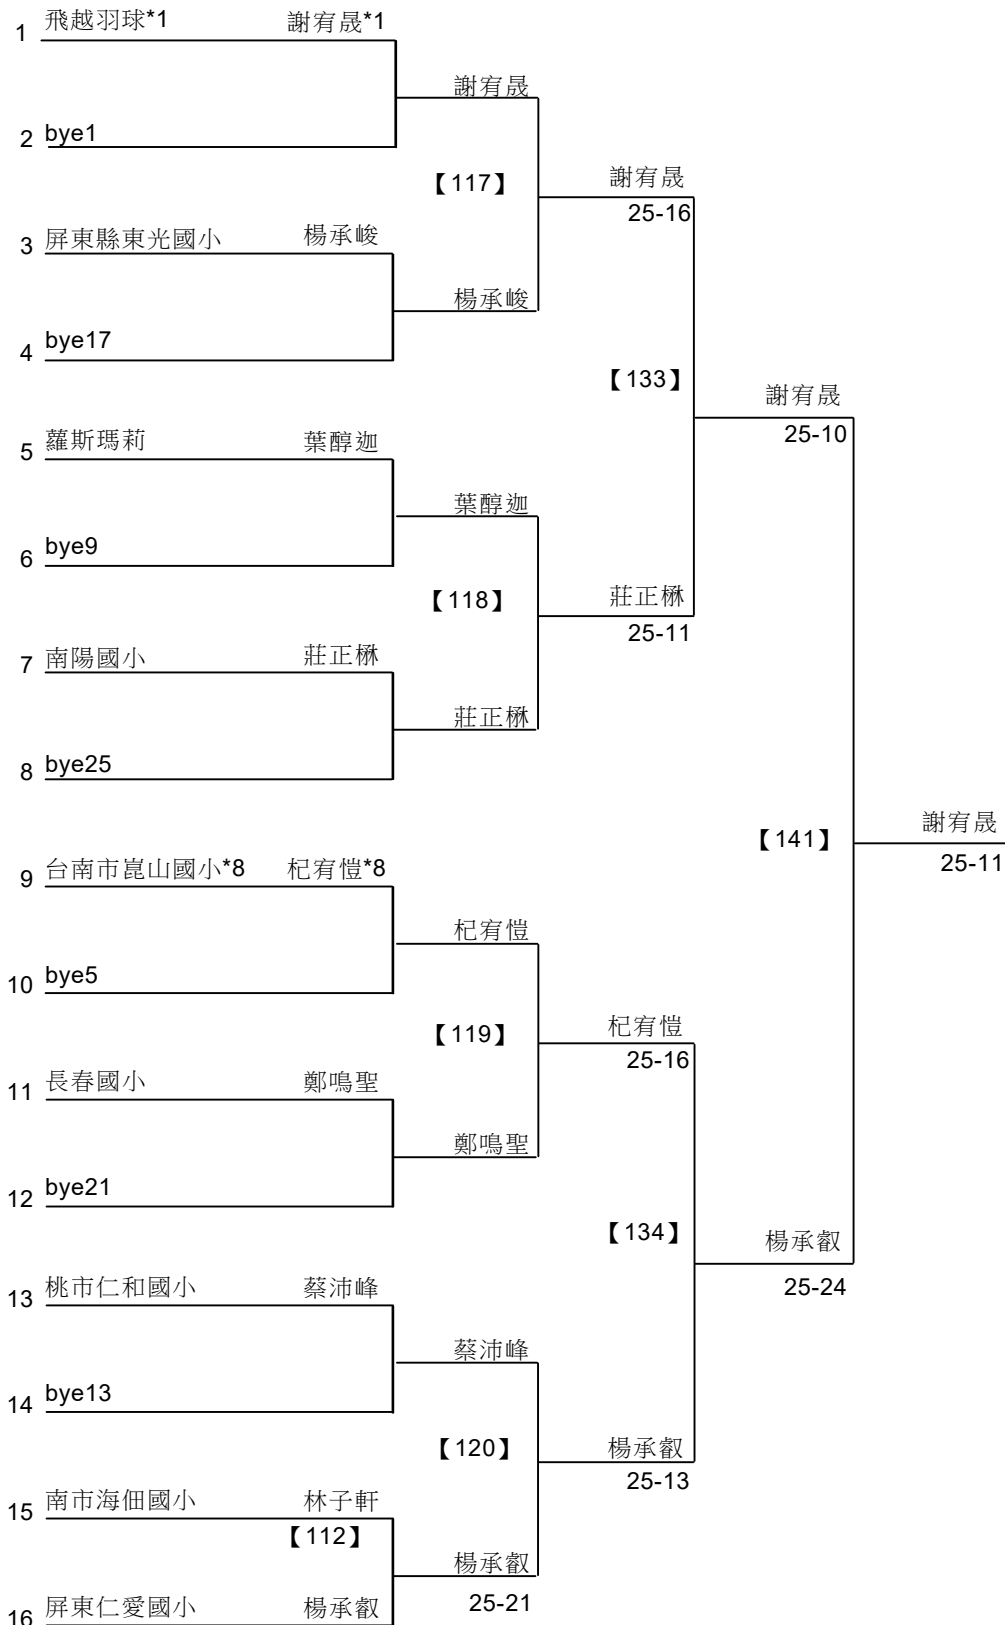 1 飛越羽球*1 謝宥晟*1
謝宥晟
2 bye1
【117】 謝宥晟
25-16
3 屏東縣東光國小 楊承峻
楊承峻
4 bye17
【133】 謝宥晟
25-10
5 蘿斯瑪莉 葉醇迦
葉醇迦
6 bye9
【118】 莊正楙
25-11
7 南陽國小 莊正楙
莊正楙
8 bye25
【141】 謝宥晟
25-11
9 台南市崑山國小*8 杞宥愷*8
杞宥愷
10 bye5
【119】 杞宥愷
25-16
11 長春國小 鄭鳴聖
鄭鳴聖
12 bye21
【134】 楊承叡
25-24
13 桃市仁和國小 蔡沛峰
蔡沛峰
14 bye13
【120】 楊承叡
25-13
15 南市海佃國小 林子軒
【112】
楊承叡
25-21
16 屏東仁愛國小 楊承叡